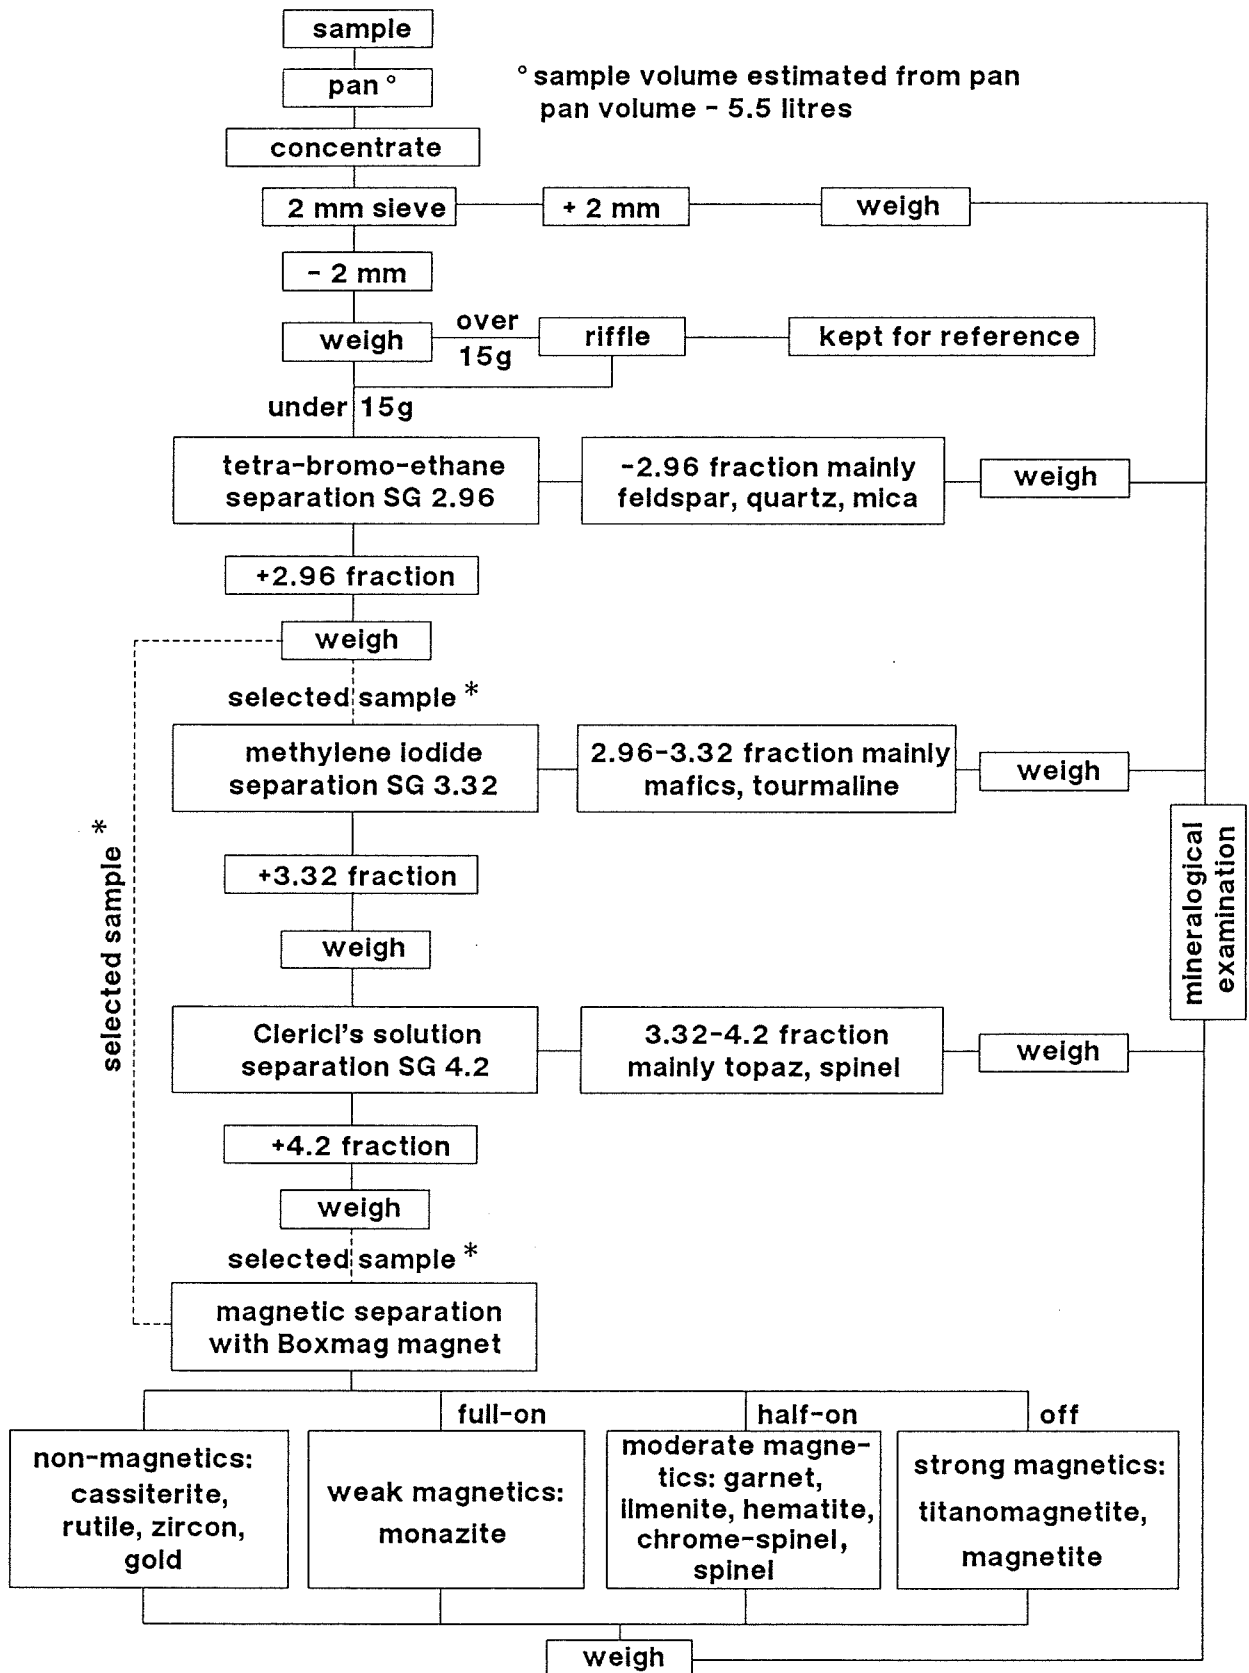 sample
pan °
° sample volume estimated from pan
pan volume - 5.5 litres
concentrate
2 mm sieve
+ 2 mm
weigh
- 2 mm
weigh
over
15g
riffle
kept for reference
under 15g
tetra-bromo-ethane
separation SG 2.96
-2.96 fraction mainly
feldspar, quartz, mica
weigh
+2.96 fraction
weigh
selected sample *
methylene iodide
separation SG 3.32
2.96-3.32 fraction mainly
mafics, tourmaline
weigh
selected sample *
mineralogical
examination
+3.32 fraction
weigh
Clerici's solution
separation SG 4.2
3.32-4.2 fraction
mainly topaz, spinel
weigh
+4.2 fraction
weigh
selected sample *
magnetic separation
with Boxmag magnet
full-on
half-on
off
non-magnetics:
cassiterite,
rutile, zircon,
gold
weak magnetics:
monazite
moderate magne-
tics: garnet,
ilmenite, hematite,
chrome-spinel,
spinel
strong magnetics:
titanomagnetite,
magnetite
weigh